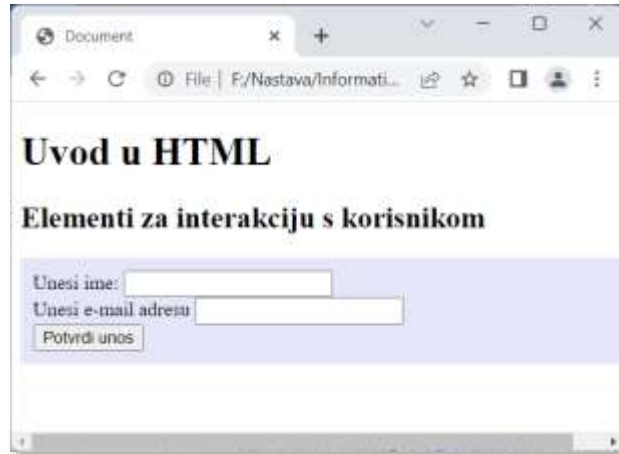 Document
File | F:/Nastava/Informati...
Uvod u HTML
Elementi za interakciju s korisnikom
Unesi ime:
Unesi e-mail adresu
Potvrdi unos